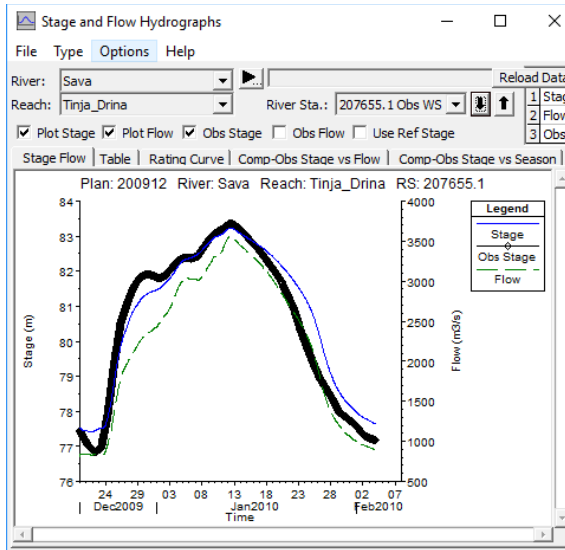 Stage and Flow Hydrographs
File Type Options Help
River: Sava
Reload Data
Reach: Tinja_Drina River Sta.: 207655.1 Obs WS
1 Stag
2 Flow
3 Obs
Plot Stage Plot Flow Obs Stage Obs Flow Use Ref Stage
Stage Flow Table Rating Curve Comp-Obs Stage vs Flow Comp-Obs Stage vs Season
Plan: 200912 River: Sava Reach: Tinja_Drina RS: 207655.1
Legend
Stage
Obs Stage
Flow
84
83
82
81
80
79
78
77
76
Stage (m)
4000
3500
3000
2500
2000
1500
1000
500
Flow (m3/s)
24 29 03 08 13 18 23 28 02 07
Dec2009 Jan2010 Feb2010
Time